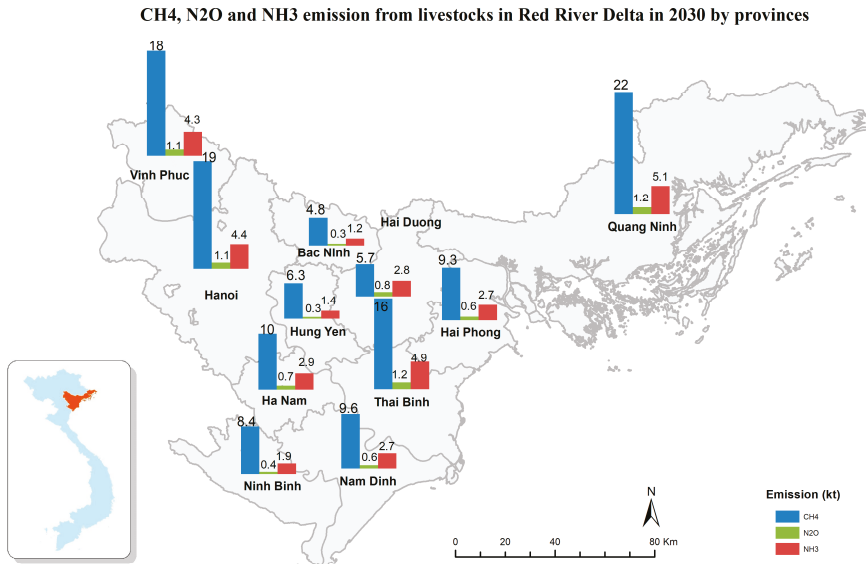 CH4, N2O and NH3 emission from livestocks in Red River Delta in 2030 by provinces
18
1.1
4.3
Vinh Phuc
19
1.1
4.4
Hanoi
4.8
0.3
1.2
Bac NInh
Hai Duong
5.7
0.8
2.8
22
1.2
5.1
Quang Ninh
6.3
0.3
1.4
Hung Yen
9.3
0.6
2.7
Hai Phong
10
0.7
2.9
Ha Nam
16
1.2
4.9
Thai Binh
8.4
0.4
1.9
Ninh Binh
9.6
0.6
2.7
Nam Dinh
N
0 20 40 80 Km
Emission (kt)
CH4
N2O
NH3